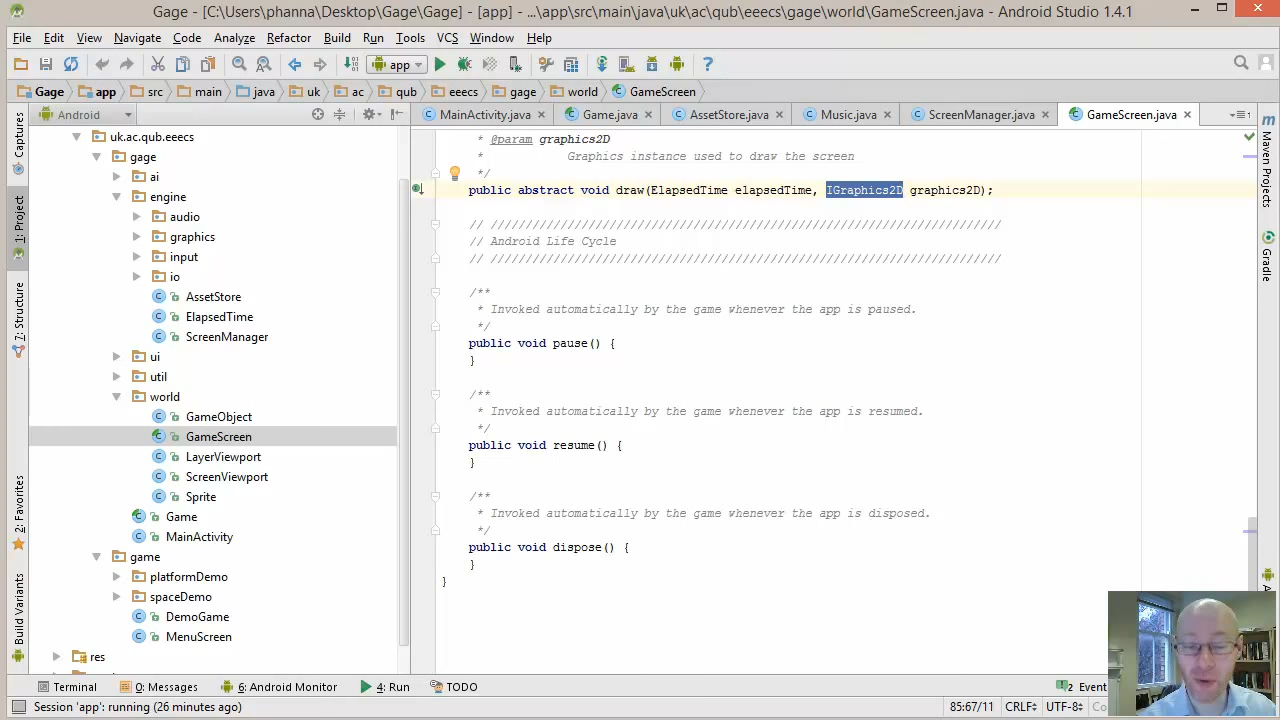 Gage - [C:\Users\phanna\Desktop\Gage\Gage] - [app] - ...\app\src\main\java\uk\ac\qub\eeecs\gage\world\GameScreen.java - Android Studio 1.4.1
File Edit View Navigate Code Analyze Refactor Build Run Tools VCS Window Help
app
Gage app src main java uk ac qub eeecs gage world GameScreen
Android
MainActivity.java Game.java AssetStore.java Music.java ScreenManager.java GameScreen.java
Captures
1: Project
7: Structure
2: Favorites
Build Variants
uk.ac.qub.eeecs
gage
ai
engine
audio
graphics
input
io
AssetStore
ElapsedTime
ScreenManager
ui
util
world
GameObject
GameScreen
LayerViewport
ScreenViewport
Sprite
Game
MainActivity
game
platformDemo
spaceDemo
DemoGame
MenuScreen
res
* @param graphics2D
* Graphics instance used to draw the screen
*/
public abstract void draw(ElapsedTime elapsedTime, IGraphics2D graphics2D);
// //////////////////////////////////////////////////////////////////////////
// Android Life Cycle
// //////////////////////////////////////////////////////////////////////////
/**
* Invoked automatically by the game whenever the app is paused.
*/
public void pause() {
}
/**
* Invoked automatically by the game whenever the app is resumed.
*/
public void resume() {
}
/**
* Invoked automatically by the game whenever the app is disposed.
*/
public void dispose() {
}
}
Maven Projects
Gradle
Terminal 0: Messages 6: Android Monitor 4: Run TODO 2 Event
Session 'app': running (26 minutes ago) 85:67/11 CRLF UTF-8